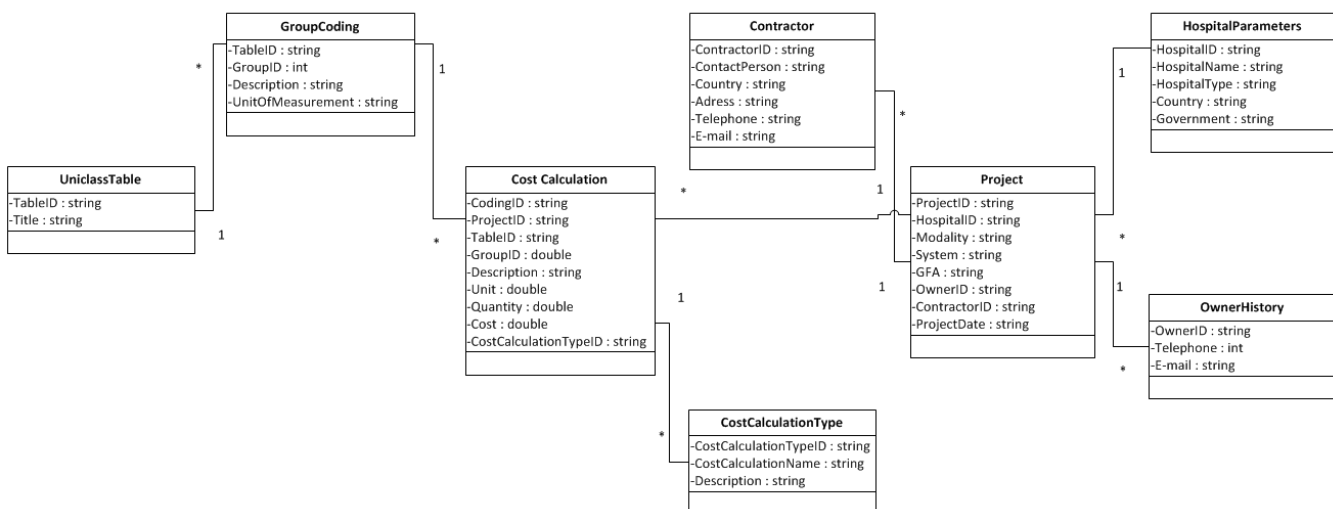 GroupCoding
-TableID : string
-GroupID : int
-Description : string
-UnitOfMeasurement : string
*
1
UniclassTable
-TableID : string
-Title : string
1
*
Contractor
-ContractorID : string
-ContactPerson : string
-Country : string
-Adress : string
-Telephone : string
-E-mail : string
*
HospitalParameters
-HospitalID : string
-HospitalName : string
-HospitalType : string
-Country : string
-Government : string
1
Cost Calculation
-CodingID : string
-ProjectID : string
-TableID : string
-GroupID : double
-Description : string
-Unit : double
-Quantity : double
-Cost : double
-CostCalculationTypeID : string
*
1
1
1
Project
-ProjectID : string
-HospitalID : string
-Modality : string
-System : string
-GFA : string
-OwnerID : string
-ContractorID : string
-ProjectDate : string
*
1
*
OwnerHistory
-OwnerID : string
-Telephone : int
-E-mail : string
*
CostCalculationType
-CostCalculationTypeID : string
-CostCalculationName : string
-Description : string